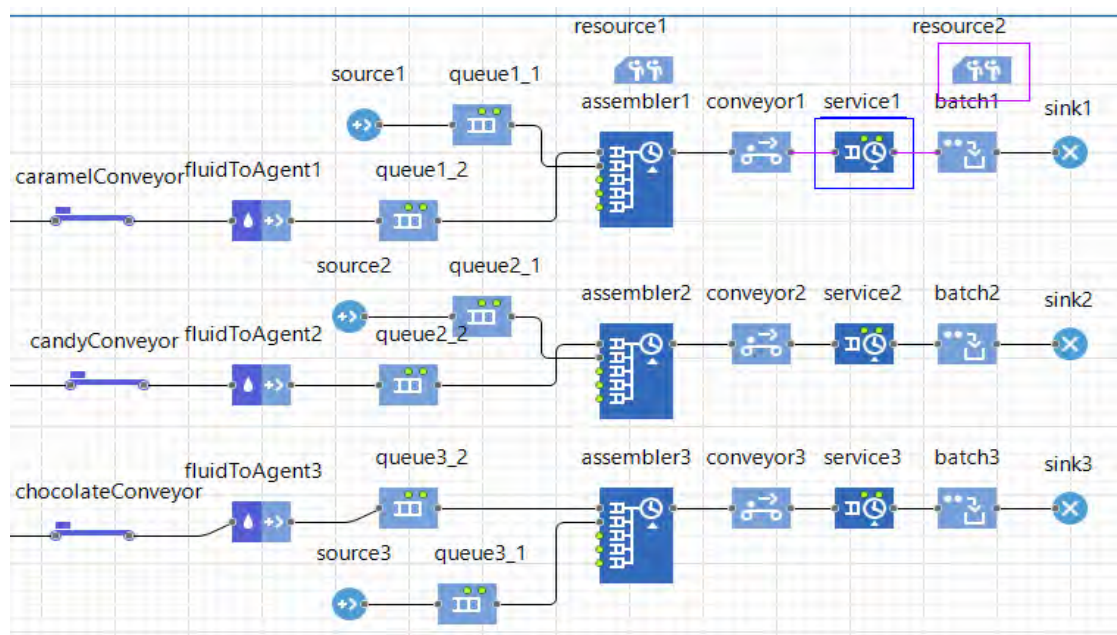 resource1 resource2
source1 queue1_1
assembler1 conveyor1 service1 batch1 sink1
caramelConveyor fluidToAgent1 queue1_2
source2 queue2_1
assembler2 conveyor2 service2 batch2 sink2
candyConveyor fluidToAgent2 queue2_2
chocolateConveyor fluidToAgent3 queue3_2 assembler3 conveyor3 service3 batch3 sink3
source3 queue3_1